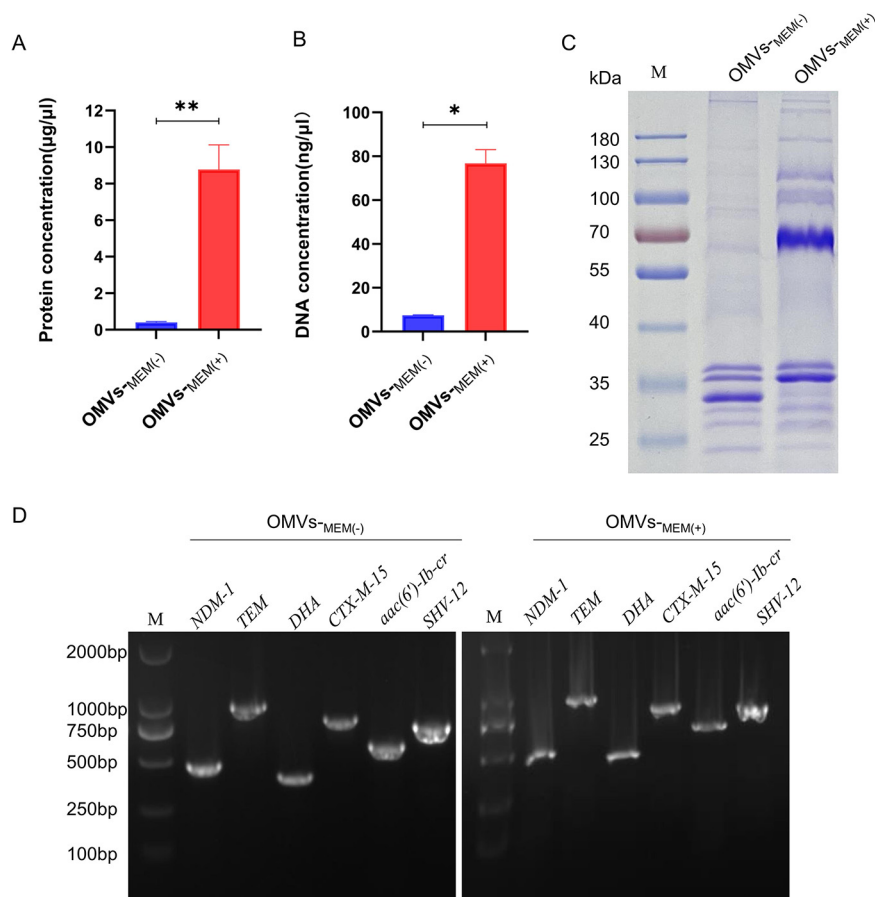 A
Protein concentration(μg/μl)
**
12
10
8
6
4
2
0
OMVs-MEM(-)
OMVs-MEM(+)
B
DNA concentration(ng/μl)
*
100
80
60
40
20
0
OMVs-MEM(-)
OMVs-MEM(+)
C
kDa
M
OMVs-MEM(-)
OMVs-MEM(+)
180
130
100
70
55
40
35
25
D
OMVs-MEM(-)
M
NDM-1
TEM
DHA
CTX-M-15
aac(6')-Ib-cr
SHV-12
2000bp
1000bp
750bp
500bp
250bp
100bp
OMVs-MEM(+)
M
NDM-1
TEM
DHA
CTX-M-15
aac(6')-Ib-cr
SHV-12